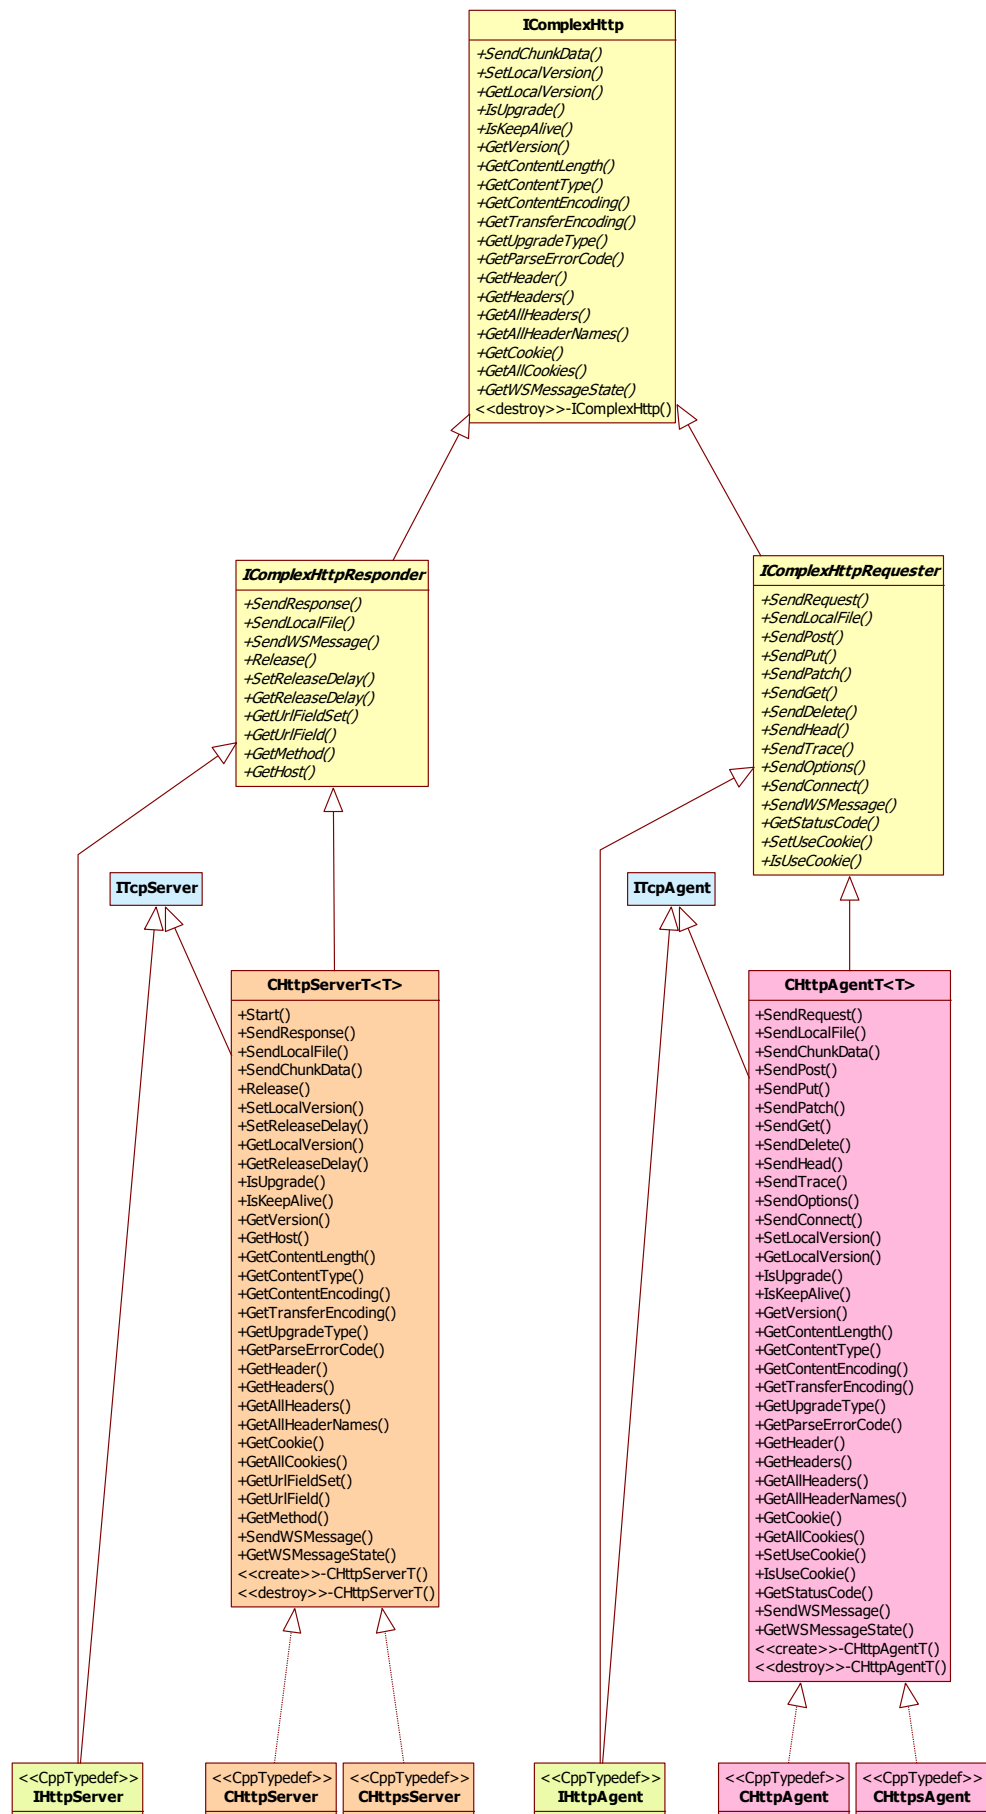 IComplexHttp
+SendChunkData()
+SetLocalVersion()
+GetLocalVersion()
+IsUpgrade()
+IsKeepAlive()
+GetVersion()
+GetContentLength()
+GetContentType()
+GetContentEncoding()
+GetTransferEncoding()
+GetUpgradeType()
+GetParseErrorCode()
+GetHeader()
+GetHeaders()
+GetAllHeaders()
+GetAllHeaderNames()
+GetCookie()
+GetAllCookies()
+GetWSMessageState()
<<destroy>>-IComplexHttp()
IComplexHttpResponder
+SendResponse()
+SendLocalFile()
+SendWSMessage()
+Release()
+SetReleaseDelay()
+GetReleaseDelay()
+GetUrlFieldSet()
+GetUrlField()
+GetMethod()
+GetHost()
IComplexHttpRequester
+SendRequest()
+SendLocalFile()
+SendPost()
+SendPut()
+SendPatch()
+SendGet()
+SendDelete()
+SendHead()
+SendTrace()
+SendOptions()
+SendConnect()
+SendWSMessage()
+GetStatusCode()
+SetUseCookie()
+IsUseCookie()
ITcpServer
ITcpAgent
CHttpServerT<T>
+Start()
+SendResponse()
+SendLocalFile()
+SendChunkData()
+Release()
+SetLocalVersion()
+SetReleaseDelay()
+GetLocalVersion()
+GetReleaseDelay()
+IsUpgrade()
+IsKeepAlive()
+GetVersion()
+GetHost()
+GetContentLength()
+GetContentType()
+GetContentEncoding()
+GetTransferEncoding()
+GetUpgradeType()
+GetParseErrorCode()
+GetHeader()
+GetHeaders()
+GetAllHeaders()
+GetAllHeaderNames()
+GetCookie()
+GetAllCookies()
+GetUrlFieldSet()
+GetUrlField()
+GetMethod()
+SendWSMessage()
+GetWSMessageState()
<<create>>-CHttpServerT()
<<destroy>>-CHttpServerT()
CHttpAgentT<T>
+SendRequest()
+SendLocalFile()
+SendChunkData()
+SendPost()
+SendPut()
+SendPatch()
+SendGet()
+SendDelete()
+SendHead()
+SendTrace()
+SendOptions()
+SendConnect()
+SetLocalVersion()
+GetLocalVersion()
+IsUpgrade()
+IsKeepAlive()
+GetVersion()
+GetContentLength()
+GetContentType()
+GetContentEncoding()
+GetTransferEncoding()
+GetUpgradeType()
+GetParseErrorCode()
+GetHeader()
+GetHeaders()
+GetAllHeaders()
+GetAllHeaderNames()
+GetCookie()
+GetAllCookies()
+SetUseCookie()
+IsUseCookie()
+GetStatusCode()
+SendWSMessage()
+GetWSMessageState()
<<create>>-CHttpAgentT()
<<destroy>>-CHttpAgentT()
<<CppTypedef>>
IHttpServer
<<CppTypedef>>
CHttpServer
<<CppTypedef>>
CHttpsServer
<<CppTypedef>>
IHttpAgent
<<CppTypedef>>
CHttpAgent
<<CppTypedef>>
CHttpsAgent